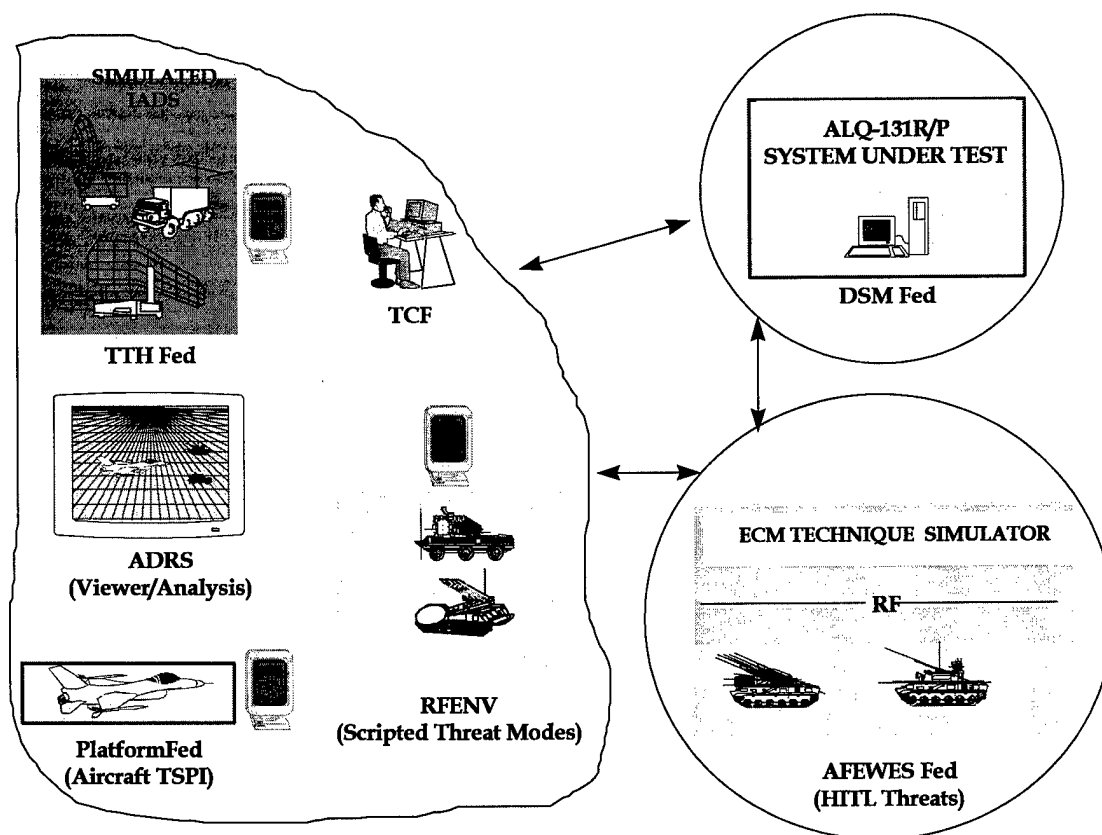 SIMULATED
IADS
TTH Fed
TCF
ADRS
(Viewer/Analysis)
PlatformFed
(Aircraft TSPI)
RFENV
(Scripted Threat Modes)
ALQ-131R/P
SYSTEM UNDER TEST
DSM Fed
ECM TECHNIQUE SIMULATOR
RF
AFEWES Fed
(HITL Threats)